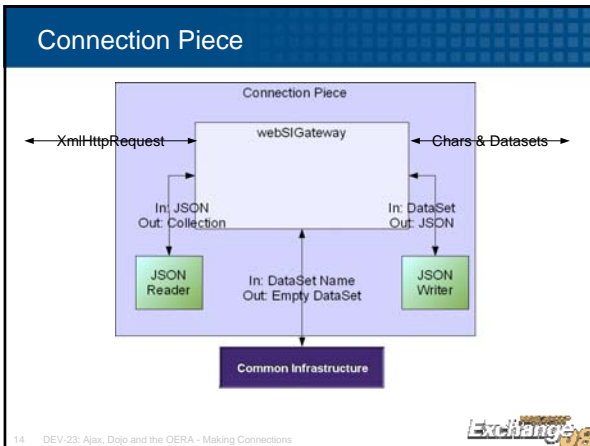 Connection Piece
Connection Piece
webSIGateway
XmlHttpRequest
Chars & Datasets
In: JSON
Out: Collection
In: DataSet
Out: JSON
JSON
Reader
In: DataSet Name
Out: Empty DataSet
JSON
Writer
Common Infrastructure
14 DEV-23: Ajax, Dojo and the OERA - Making Connections
Exchange